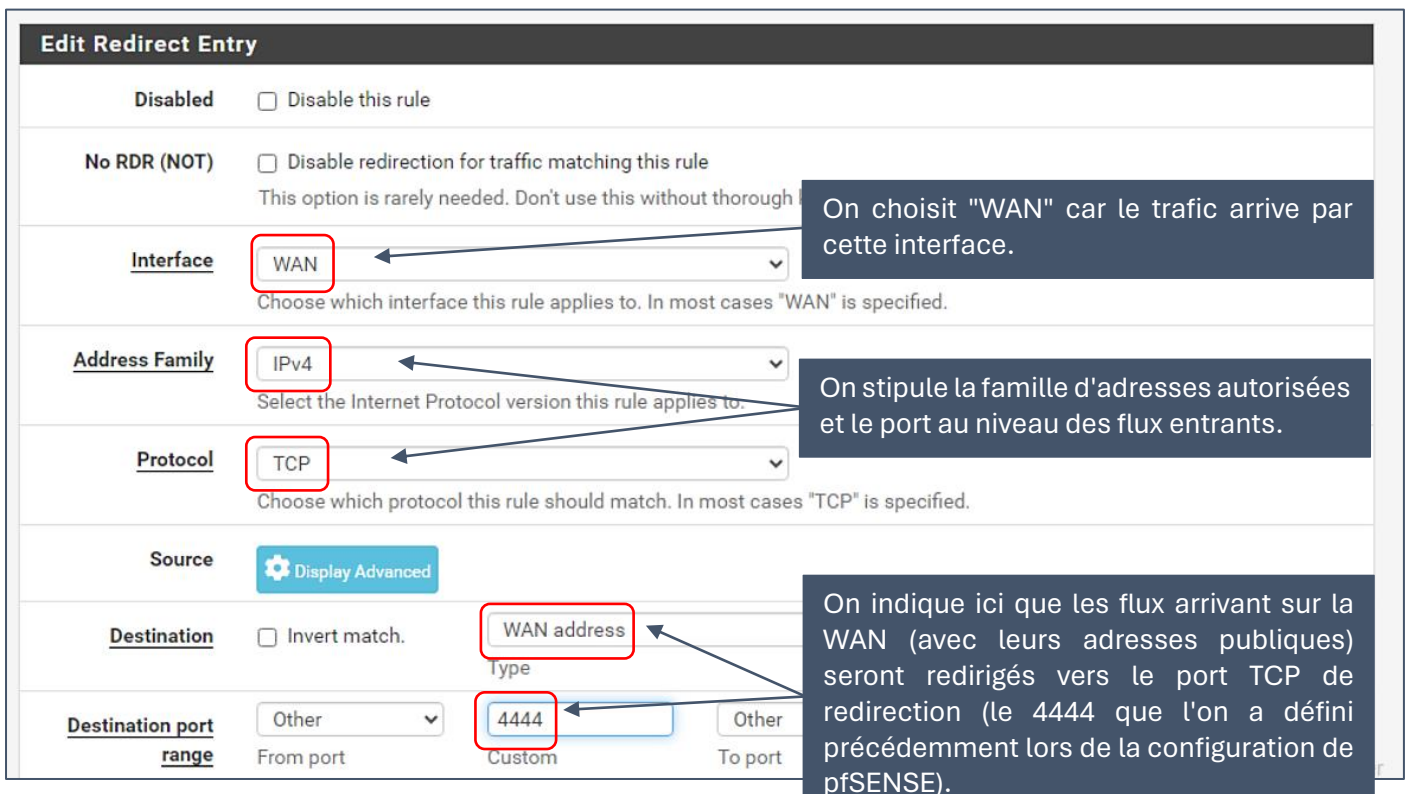 Edit Redirect Entry
Disabled Disable this rule
No RDR (NOT) Disable redirection for traffic matching this rule
This option is rarely needed. Don't use this without thorough
On choisit "WAN" car le trafic arrive par
cette interface.
Interface WAN
Choose which interface this rule applies to. In most cases "WAN" is specified.
Address Family IPv4
Select the Internet Protocol version this rule applies to.
On stipule la famille d'adresses autorisées
et le port au niveau des flux entrants.
Protocol TCP
Choose which protocol this rule should match. In most cases "TCP" is specified.
Source Display Advanced
Destination Invert match. WAN address
Type
Destination port
range
Other 4444 Other
From port Custom To port
On indique ici que les flux arrivant sur la
WAN (avec leurs adresses publiques)
seront redirigés vers le port TCP de
redirection (le 4444 que l'on a défini
précédemment lors de la configuration de
pfSENSE).